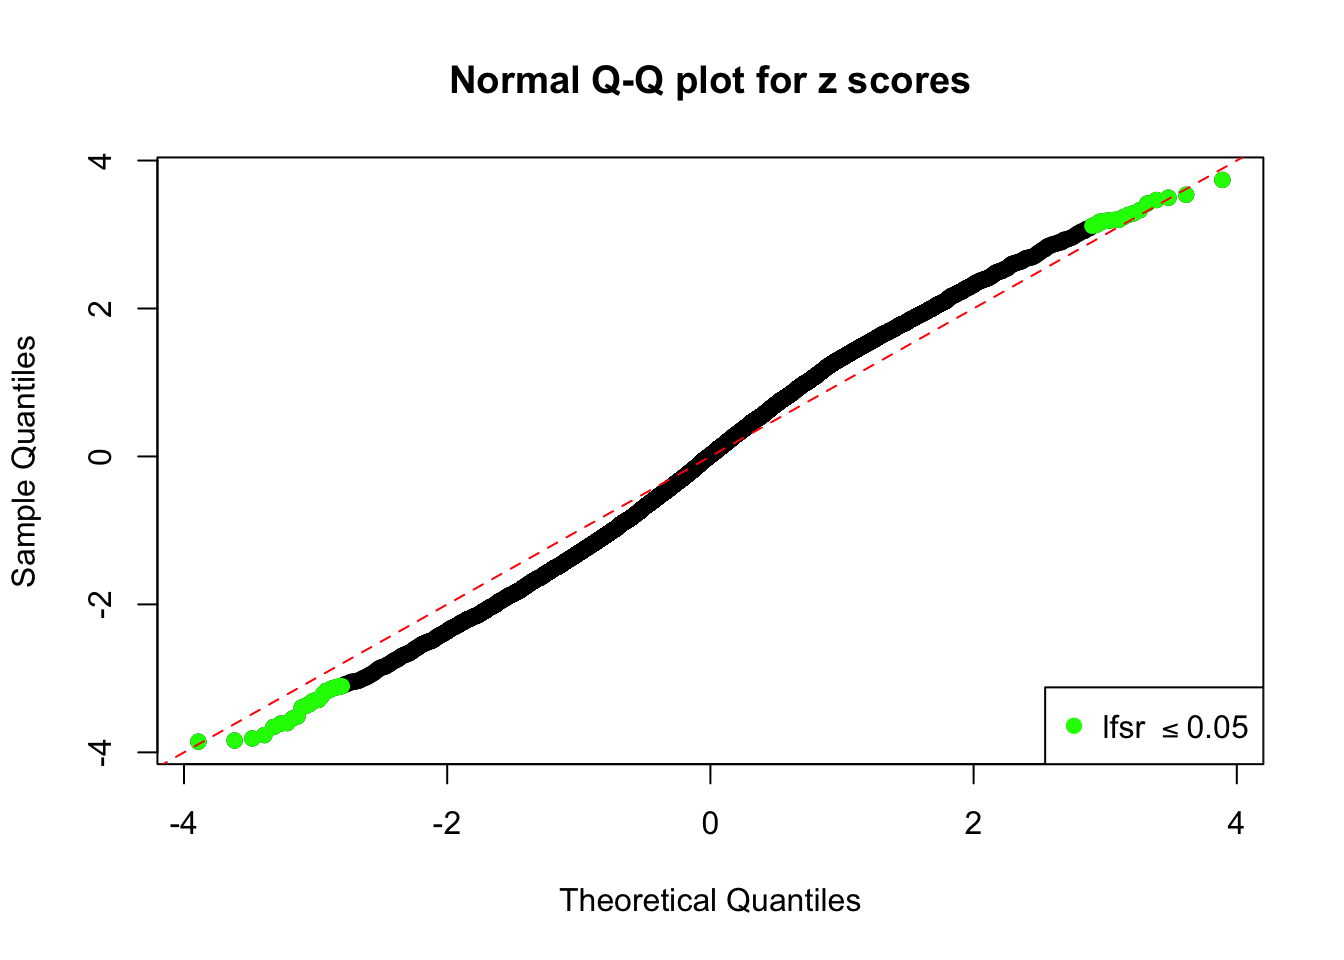 Normal Q-Q plot for z scores
Sample Quantiles
4
2
0
-2
-4
-4
-2
0
2
4
Theoretical Quantiles
lfsr ≤ 0.05